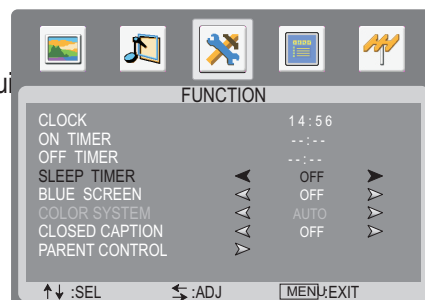 ui
FUNCTION
CLOCK 14:56
ON TIMER --:--
OFF TIMER --:--
SLEEP TIMER OFF
BLUE SCREEN OFF
COLOR SYSTEM AUTO
CLOSED CAPTION OFF
PARENT CONTROL
:SEL :ADJ MENU:EXIT